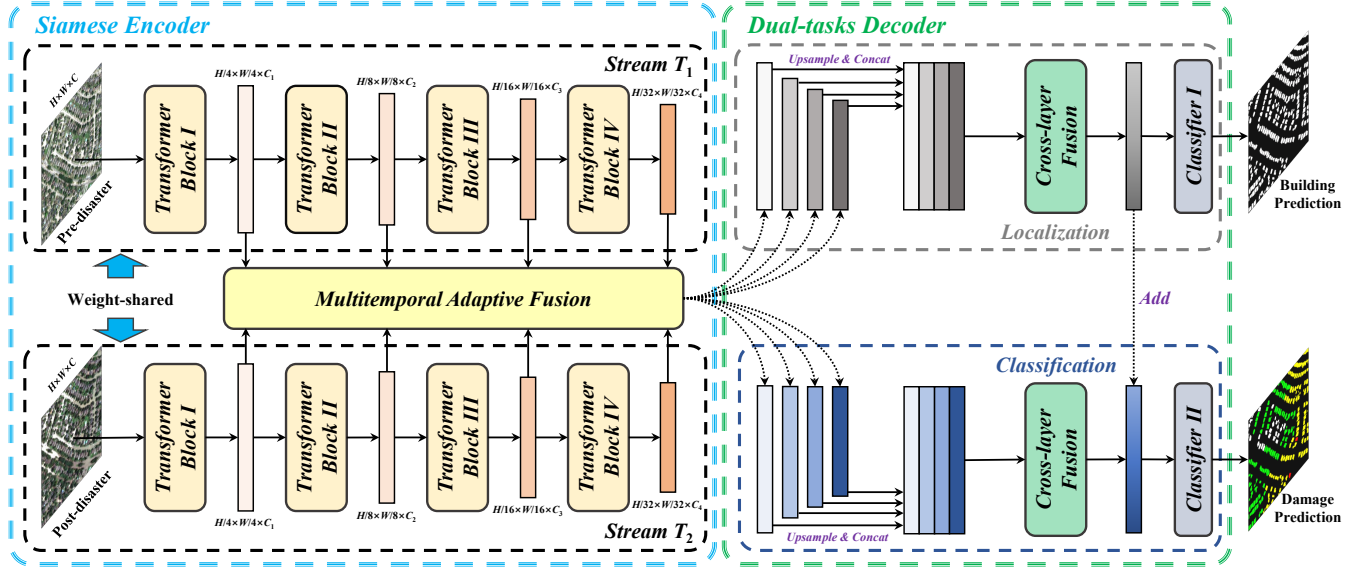 Siamese Encoder
Stream T1
H×W×C
Pre-disaster
Transformer
Block I
H/4×W/4×C1
Transformer
Block II
H/8×W/8×C2
Transformer
Block III
H/16×W/16×C3
Transformer
Block IV
H/32×W/32×C4
Weight-shared
Multitemporal Adaptive Fusion
H×W×C
Post-disaster
Transformer
Block I
H/4×W/4×C1
Transformer
Block II
H/8×W/8×C2
Transformer
Block III
H/16×W/16×C3
Transformer
Block IV
H/32×W/32×C4
Stream T2
Dual-tasks Decoder
Upsample & Concat
Cross-layer
Fusion
Classifier I
Localization
Building
Prediction
Add
Classification
Upsample & Concat
Cross-layer
Fusion
Classifier II
Damage
Prediction